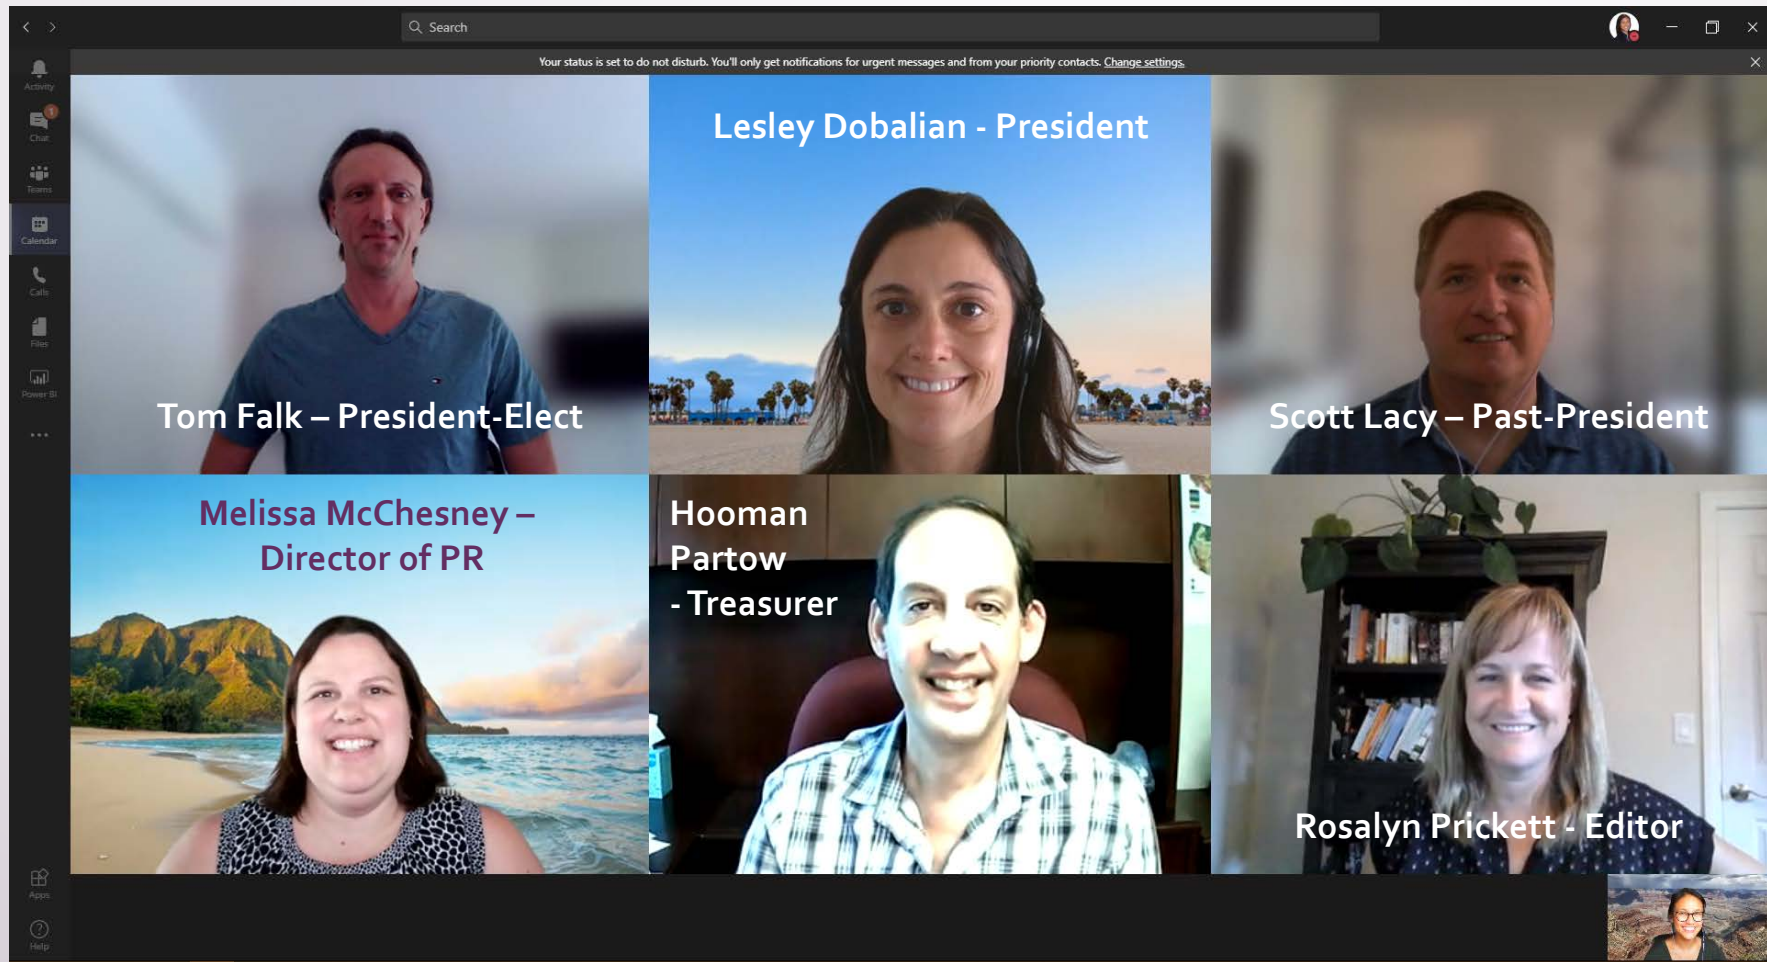 Search
Your status is set to do not disturb. You'll only get notifications for urgent messages and from your priority contacts. Change settings.
Activity
1
Chat
Teams
Calendar
Calls
Files
Power BI
Apps
Help
Tom Falk – President-Elect
Lesley Dobalian - President
Scott Lacy – Past-President
Melissa McChesney –
Director of PR
Hooman
Partow
- Treasurer
Rosalyn Prickett - Editor